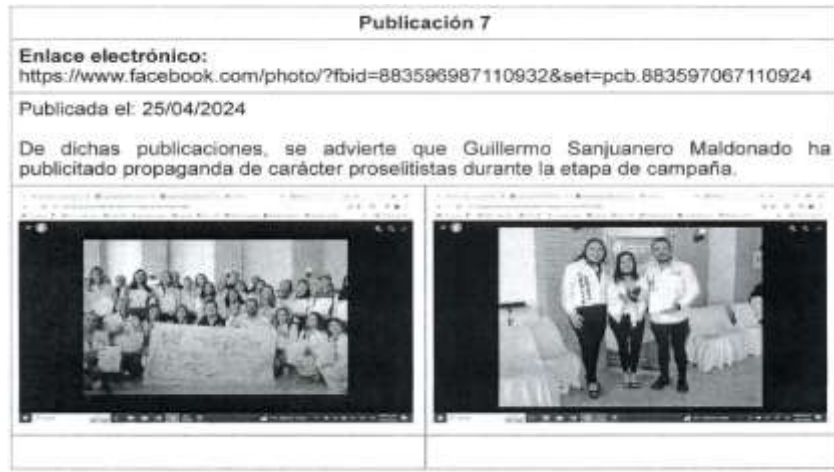 Publicación 7
Enlace electrónico:
https://www.facebook.com/photo/?fbid=883596987110932&set=pcb.883597067110924
Publicada el: 25/04/2024
De dichas publicaciones, se advierte que Guillermo Sanjuanero Maldonado ha
publicitado propaganda de carácter proselitistas durante la etapa de campaña.